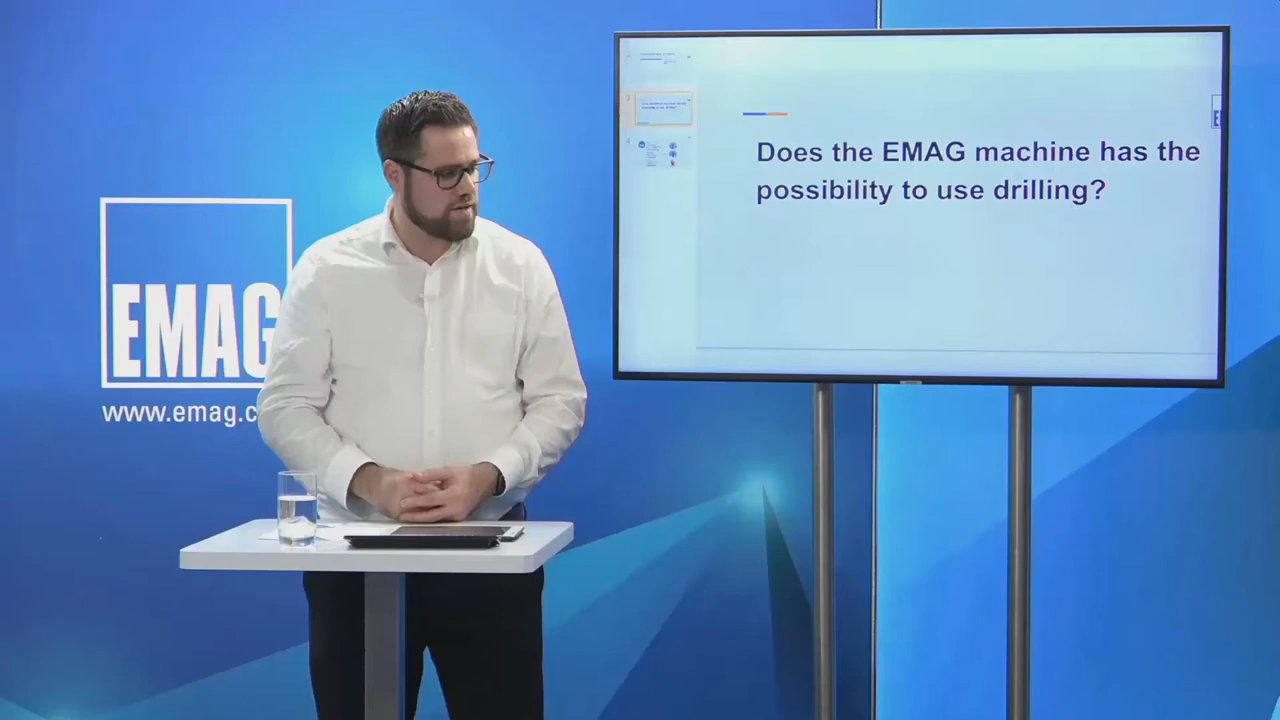 EMAG
www.emag.c
Does the EMAG machine has the
possibility to use drilling?